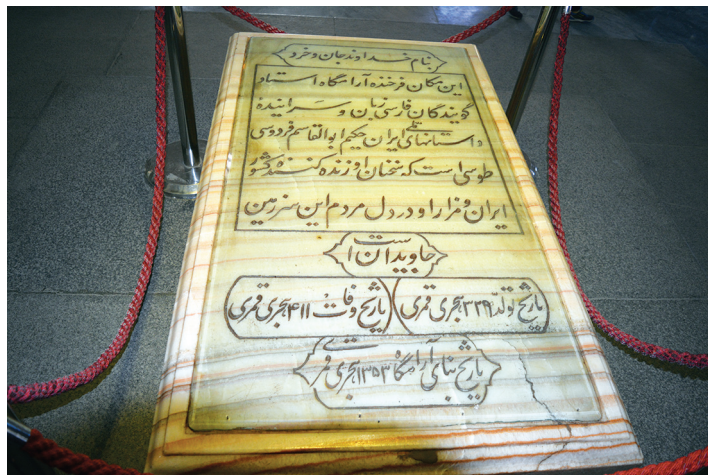 بنام خداوند جان و خرد
این مکان فرخنده آرامگاه استاد
گویندگان فارسی زبان و سراینده
داستانهای ملی ایران حکیم ابوالقاسم فردوسی
طوسی است که سخنان او زنده کننده کشور
ایران و مزار او در دل مردم این سرزمین
جاویدان است
تاریخ تولد ۳۲۹ هجری قمری تاریخ وفات ۴۱۱ هجری قمری
تاریخ بنای آرامگاه ۱۳۵۳ هجری قمری